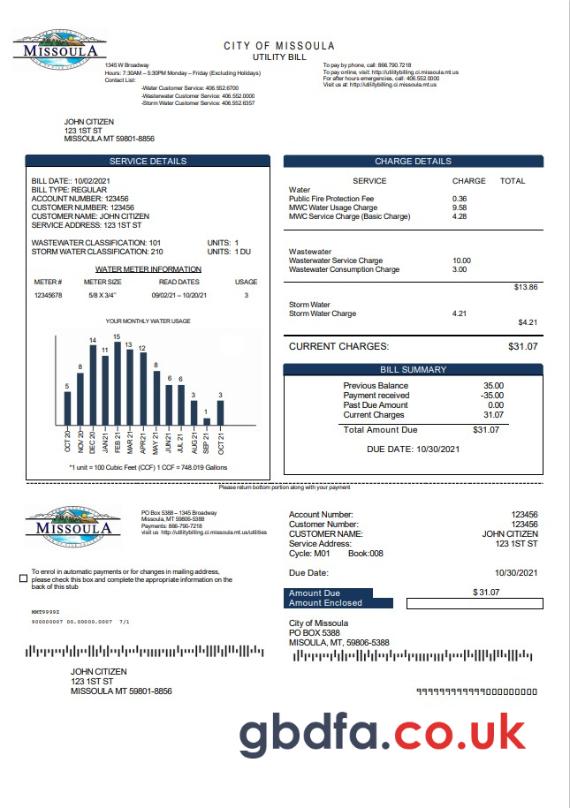 MISSOULA
CITY OF MISSOULA
UTILITY BILL
1345 W Broadway
Hours: 7:30AM – 5:30PM Monday – Friday (Excluding Holidays)
Contact List:
-Water Customer Service: 406.552.6700
-Wasterwater Customer Service: 406.552.0000
-Storm Water Customer Service: 406.552.6357
To pay by phone, call: 866.790.7218
To pay online, visit: http://utilitybilling.ci.missoula.mt.us
For after hours emergencies, call: 406.552.0000
Visit us at: http://utilitybilling.ci.missoula.mt.us
JOHN CITIZEN
123 1ST ST
MISSOULA MT 59801-8856
SERVICE DETAILS
BILL DATE:: 10/02/2021
BILL TYPE: REGULAR
ACCOUNT NUMBER: 123456
CUSTOMER NUMBER: 123456
CUSTOMER NAME: JOHN CITIZEN
SERVICE ADDRESS: 123 1ST ST
WASTEWATER CLASSIFICATION: 101 UNITS: 1
STORM WATER CLASSIFICATION: 210 UNITS: 1 DU
WATER METER INFORMATION
METER# METER SIZE READ DATES USAGE
12345678 5/8 X 3/4" 09/02/21 – 10/20/21 3
YOUR MONTHLY WATER USAGE
5 8 14 11 15 13 12 8 6 6 3 1 3
OCT 20 NOV 20 DEC 20 JAN21 FEB 21 MAR 21 APR21 MAY 21 JUN21 JUL 21 AUG21 SEP 21 OCT 21
*1 unit = 100 Cubic Feet (CCF) 1 CCF = 748.019 Gallons
CHARGE DETAILS
SERVICE CHARGE TOTAL
Water
Public Fire Protection Fee 0.36
MWC Water Usage Charge 9.58
MWC Service Charge (Basic Charge) 4.28
Wastewater
Wasterwater Service Charge 10.00
Wastewater Consumption Charge 3.00
$13.86
Storm Water
Storm Water Charge 4.21
$4.21
CURRENT CHARGES: $31.07
BILL SUMMARY
Previous Balance 35.00
Payment received -35.00
Past Due Amount 0.00
Current Charges 31.07
Total Amount Due $31.07
DUE DATE: 10/30/2021
Please return bottom portion along with your payment
MISSOULA
PO Box 5388 – 1345 Broadway
Missoula, MT 59806-5388
Payments: 866-790-7218
visit us http://utilitybilling.ci.missoula.mt.us/utilities
To enrol in automatic payments or for changes in mailing address,
please check this box and complete the appropriate information on the
back of this stub
900000007 00.00000.0007 7/1
JOHN CITIZEN
123 1ST ST
MISSOULA MT 59801-8856
Account Number: 123456
Customer Number: 123456
CUSTOMER NAME: JOHN CITIZEN
Service Address: 123 1ST ST
Cycle: M01 Book:008
Due Date: 10/30/2021
Amount Due $ 31.07
Amount Enclosed
City of Missoula
PO BOX 5388
MISOULA, MT, 59806-5388
gbdfa.co.uk